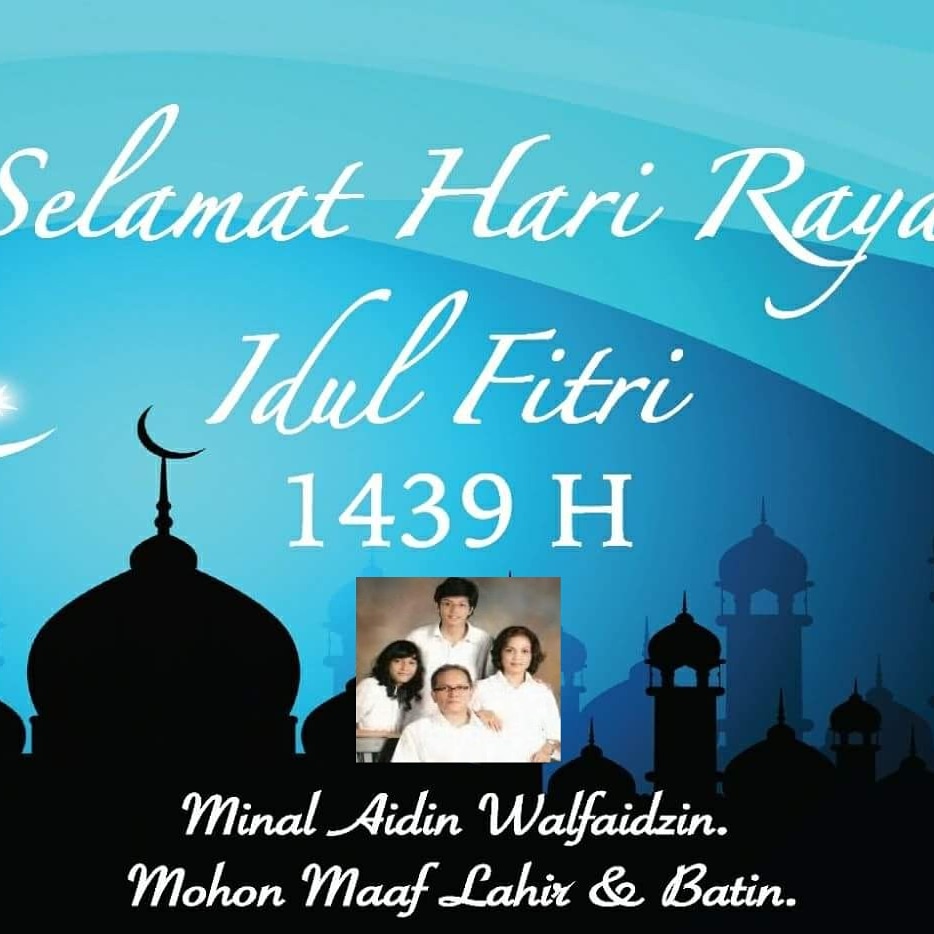 Selamat Hari Raya
Idul Fitri
1439 H
Minal Aidin Walfaidzin.
Mohon Maaf Lahir & Batin.